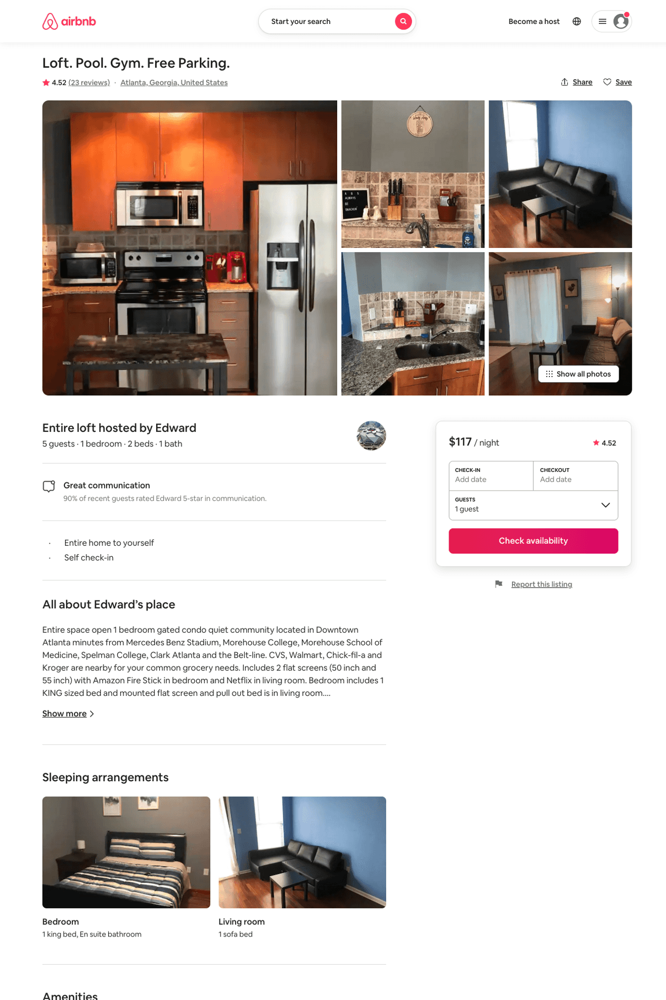 airbnb
Start your search
Become a host
Loft. Pool. Gym. Free Parking.
4.52 (23 reviews) · Atlanta, Georgia, United States
Share
Save
A B S
ALWAYS
BE
SNACKIN'
Show all photos
Entire loft hosted by Edward
5 guests · 1 bedroom · 2 beds · 1 bath
Great communication
90% of recent guests rated Edward 5-star in communication.
· Entire home to yourself
· Self check-in
$117 / night
4.52
CHECK-IN
Add date
CHECKOUT
Add date
GUESTS
1 guest
Check availability
Report this listing
All about Edward’s place
Entire space open 1 bedroom gated condo quiet community located in Downtown
Atlanta minutes from Mercedes Benz Stadium, Morehouse College, Morehouse School of
Medicine, Spelman College, Clark Atlanta and the Belt-line. CVS, Walmart, Chick-fil-a and
Kroger are nearby for your common grocery needs. Includes 2 flat screens (50 inch and
55 inch) with Amazon Fire Stick in bedroom and Netflix in living room. Bedroom includes 1
KING sized bed and mounted flat screen and pull out bed is in living room....
Show more
Sleeping arrangements
Bedroom
1 king bed, En suite bathroom
Living room
1 sofa bed
Amenities